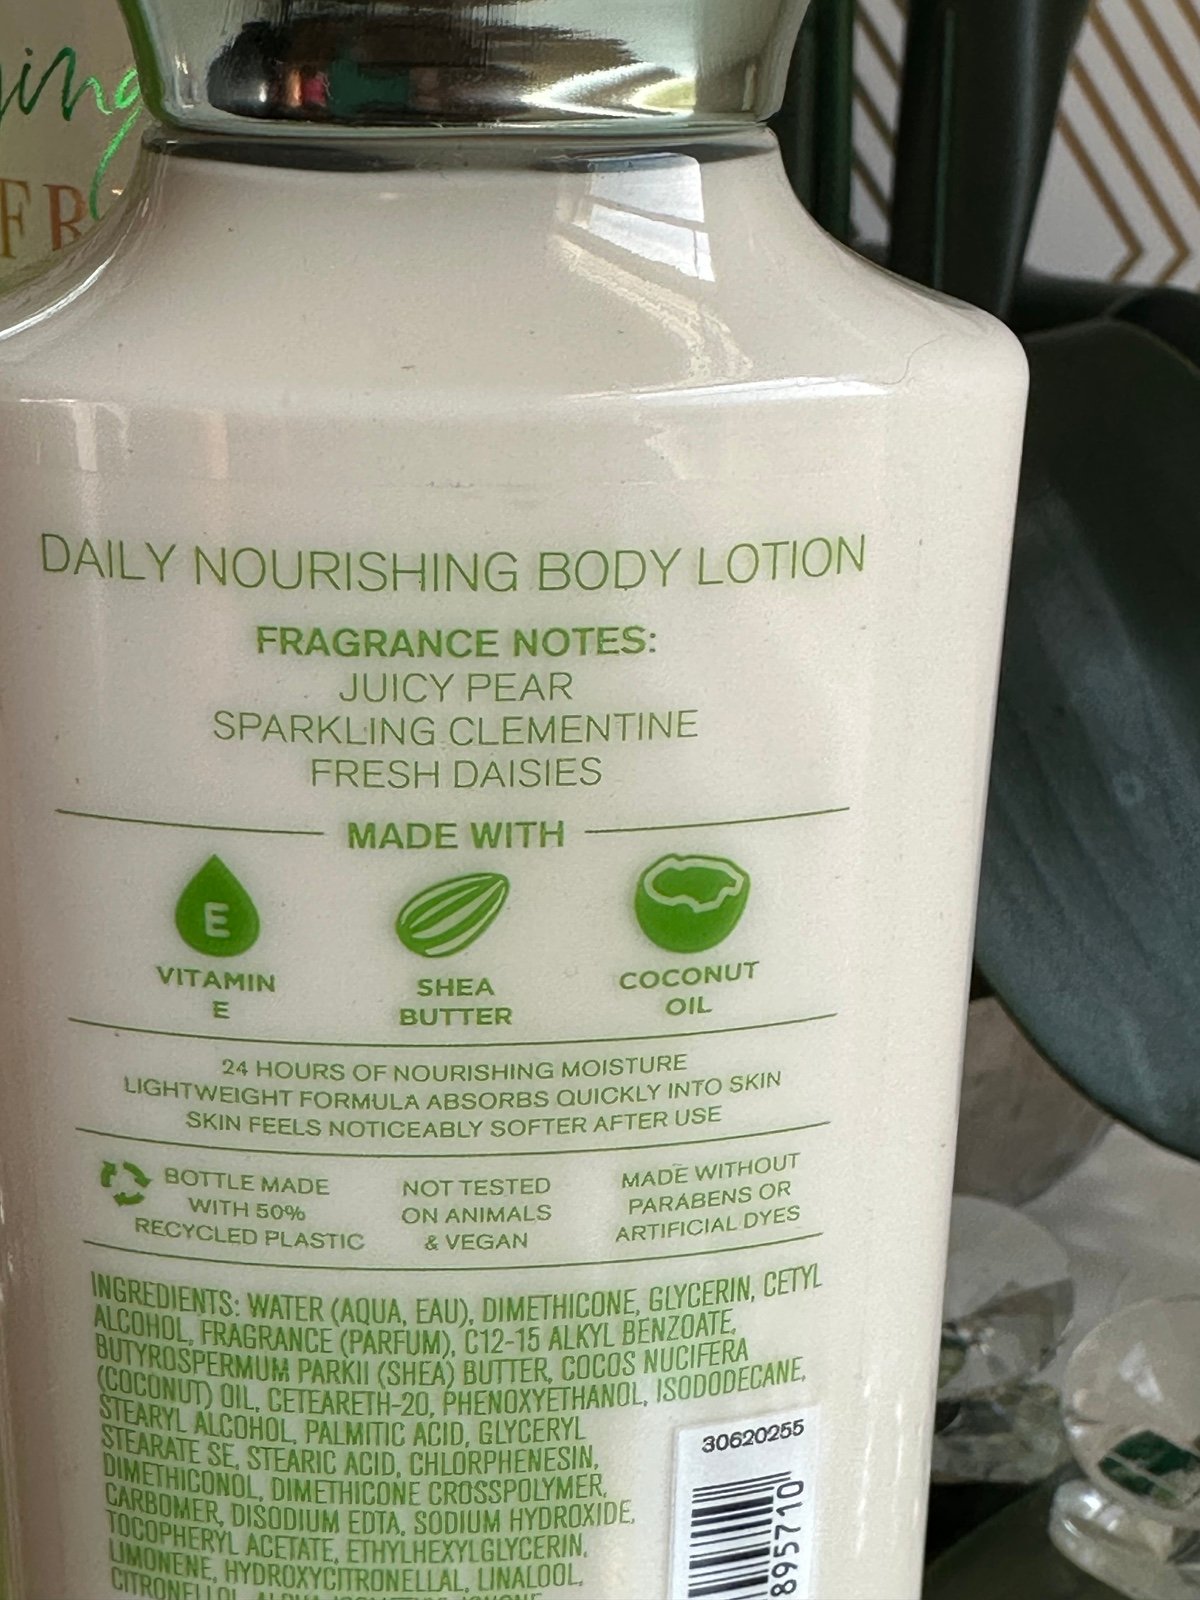 DAILY NOURISHING BODY LOTION
FRAGRANCE NOTES:
JUICY PEAR
SPARKLING CLEMENTINE
FRESH DAISIES
MADE WITH
E
VITAMIN
E
SHEA
BUTTER
COCONUT
OIL
24 HOURS OF NOURISHING MOISTURE
LIGHTWEIGHT FORMULA ABSORBS QUICKLY INTO SKIN
SKIN FEELS NOTICEABLY SOFTER AFTER USE
BOTTLE MADE
WITH 50%
RECYCLED PLASTIC
NOT TESTED
ON ANIMALS
& VEGAN
MADE WITHOUT
PARABENS OR
ARTIFICIAL DYES
INGREDIENTS: WATER (AQUA, EAU), DIMETHICONE, GLYCERIN, CETYL
ALCOHOL, FRAGRANCE (PARFUM), C12-15 ALKYL BENZOATE,
BUTYROSPERMUM PARKII (SHEA) BUTTER, COCOS NUCIFERA
(COCONUT) OIL, CETEARETH-20, PHENOXYETHANOL, ISODODECANE,
STEARYL ALCOHOL, PALMITIC ACID, GLYCERYL
STEARATE SE, STEARIC ACID, CHLORPHENESIN,
DIMETHICONOL, DIMETHICONE CROSSPOLYMER,
CARBOMER, DISODIUM EDTA, SODIUM HYDROXIDE,
TOCOPHERYL ACETATE, ETHYLHEXYLGLYCERIN,
LIMONENE, HYDROXYCITRONELLAL, LINALOOL,
CITRONELLOL,
30620255
895710